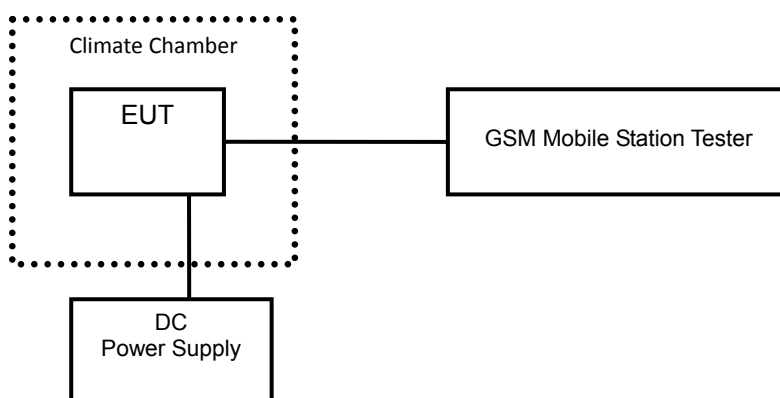 Climate Chamber
EUT
GSM Mobile Station Tester
DC
Power Supply